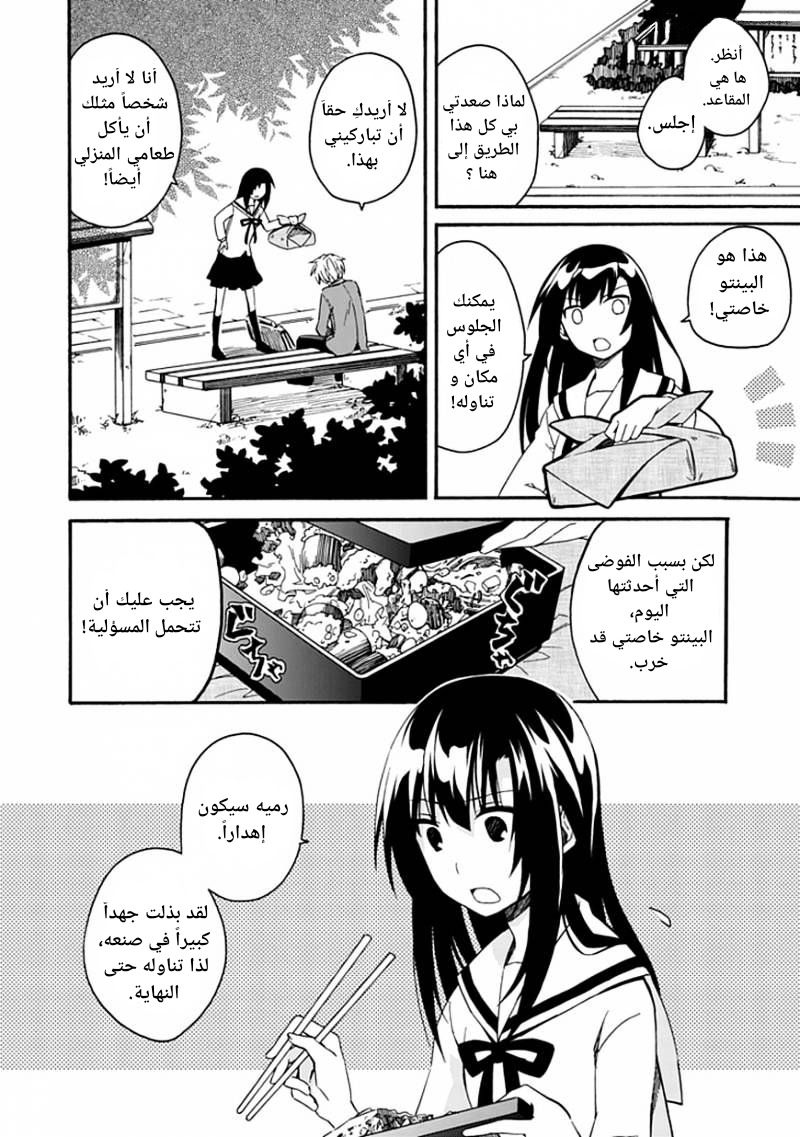 أنظر.
ها هي
المقاعد.
إجلس.
لماذا صعدتي
بي كل هذا
الطريق إلى
هنا ؟
هذا هو
البينتو
خاصتي!
يمكنك
الجلوس
في أي
مكان و
تناوله!
لا أريدكِ حقاً
أن تباركيني
بهذا.
أنا لا أريد
شخصاً مثلك
أن يأكل
طعامي المنزلي
أيضاً!
لكن بسبب الفوضى
التي أحدثتها
اليوم،
البينتو خاصتي قد
خرب.
يجب عليك أن
تتحمل المسؤلية!
رميه سيكون
إهداراً.
لقد بذلت جهداً
كبيراً في صنعه،
لذا تناوله حتى
النهاية.